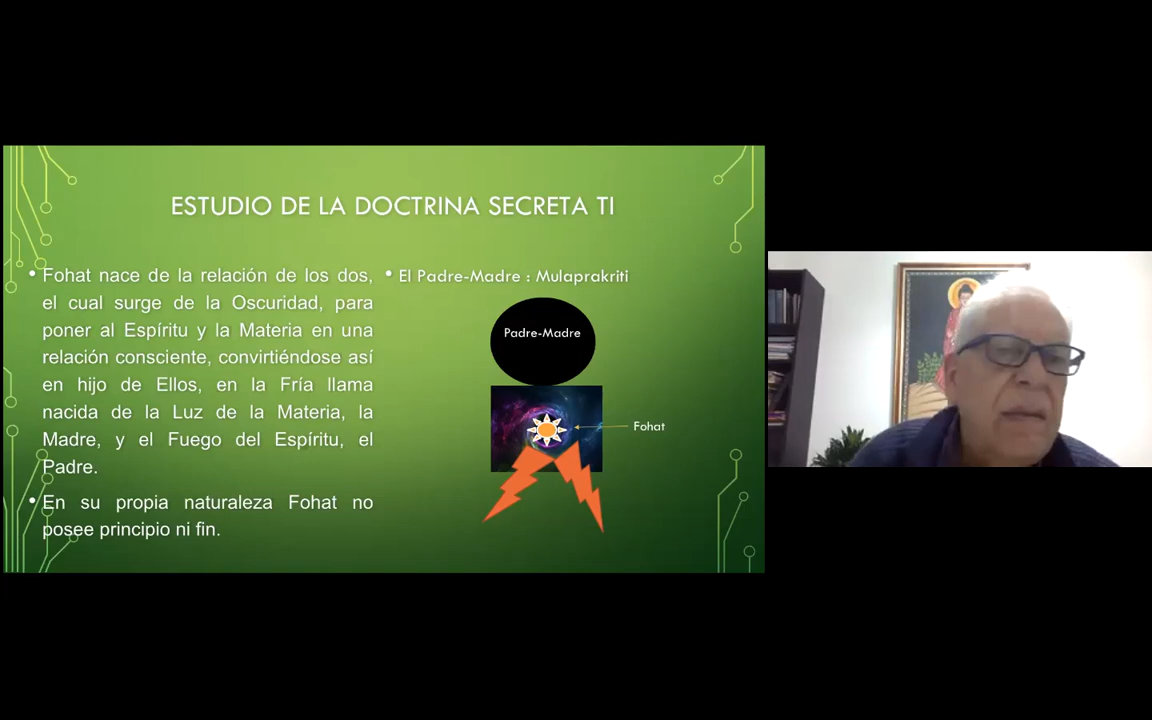 ESTUDIO DE LA DOCTRINA SECRETA TI
• Fohat nace de la relación de los dos,
el cual surge de la Oscuridad, para
poner al Espíritu y la Materia en una
relación consciente, convirtiéndose así
en hijo de Ellos, en la Fría llama
nacida de la Luz de la Materia, la
Madre, y el Fuego del Espíritu, el
Padre.
• En su propia naturaleza Fohat no
posee principio ni fin.
• El Padre-Madre : Mulaprakriti
Padre-Madre
Fohat